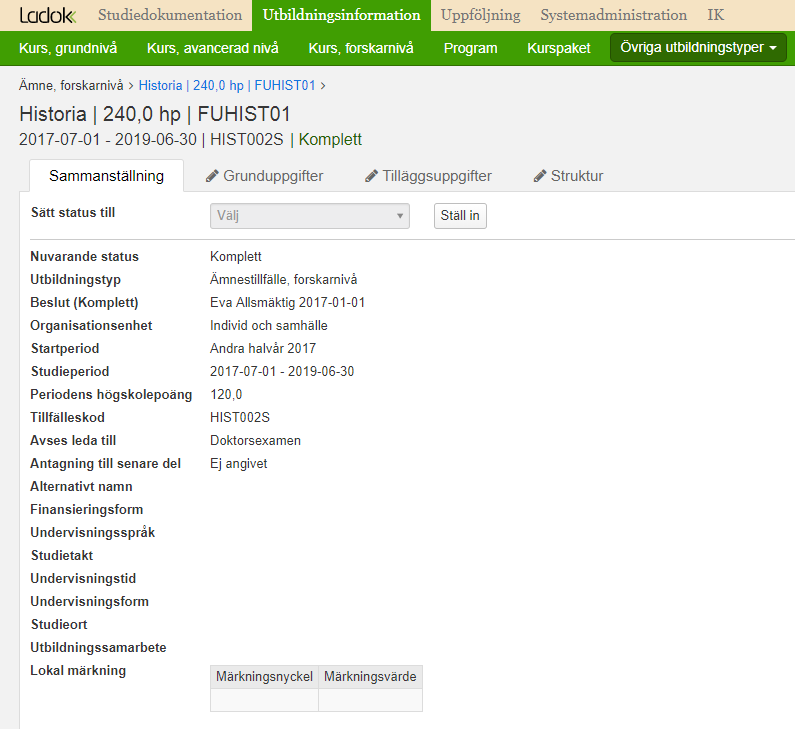 Ladok Studiedokumentation Utbildningsinformation Uppföljning Systemadministration IK
Kurs, grundnivå Kurs, avancerad nivå Kurs, forskarnivå Program Kurspaket Övriga utbildningstyper
Ämne, forskarnivå › Historia | 240,0 hp | FUHIST01 ›
Historia | 240,0 hp | FUHIST01
2017-07-01 - 2019-06-30 | HIST002S | Komplett
Sammanställning Grunduppgifter Tilläggsuppgifter Struktur
Sätt status till Välj Ställ in
Nuvarande status Komplett
Utbildningstyp Ämnestillfälle, forskarnivå
Beslut (Komplett) Eva Allsmäktig 2017-01-01
Organisationsenhet Individ och samhälle
Startperiod Andra halvår 2017
Studieperiod 2017-07-01 - 2019-06-30
Periodens högskolepoäng 120,0
Tillfälleskod HIST002S
Avses leda till Doktorsexamen
Antagning till senare del Ej angivet
Alternativt namn
Finansieringsform
Undervisningsspråk
Studietakt
Undervisningstid
Undervisningsform
Studieort
Utbildningssamarbete
Lokal märkning Märkningsnyckel Märkningsvärde